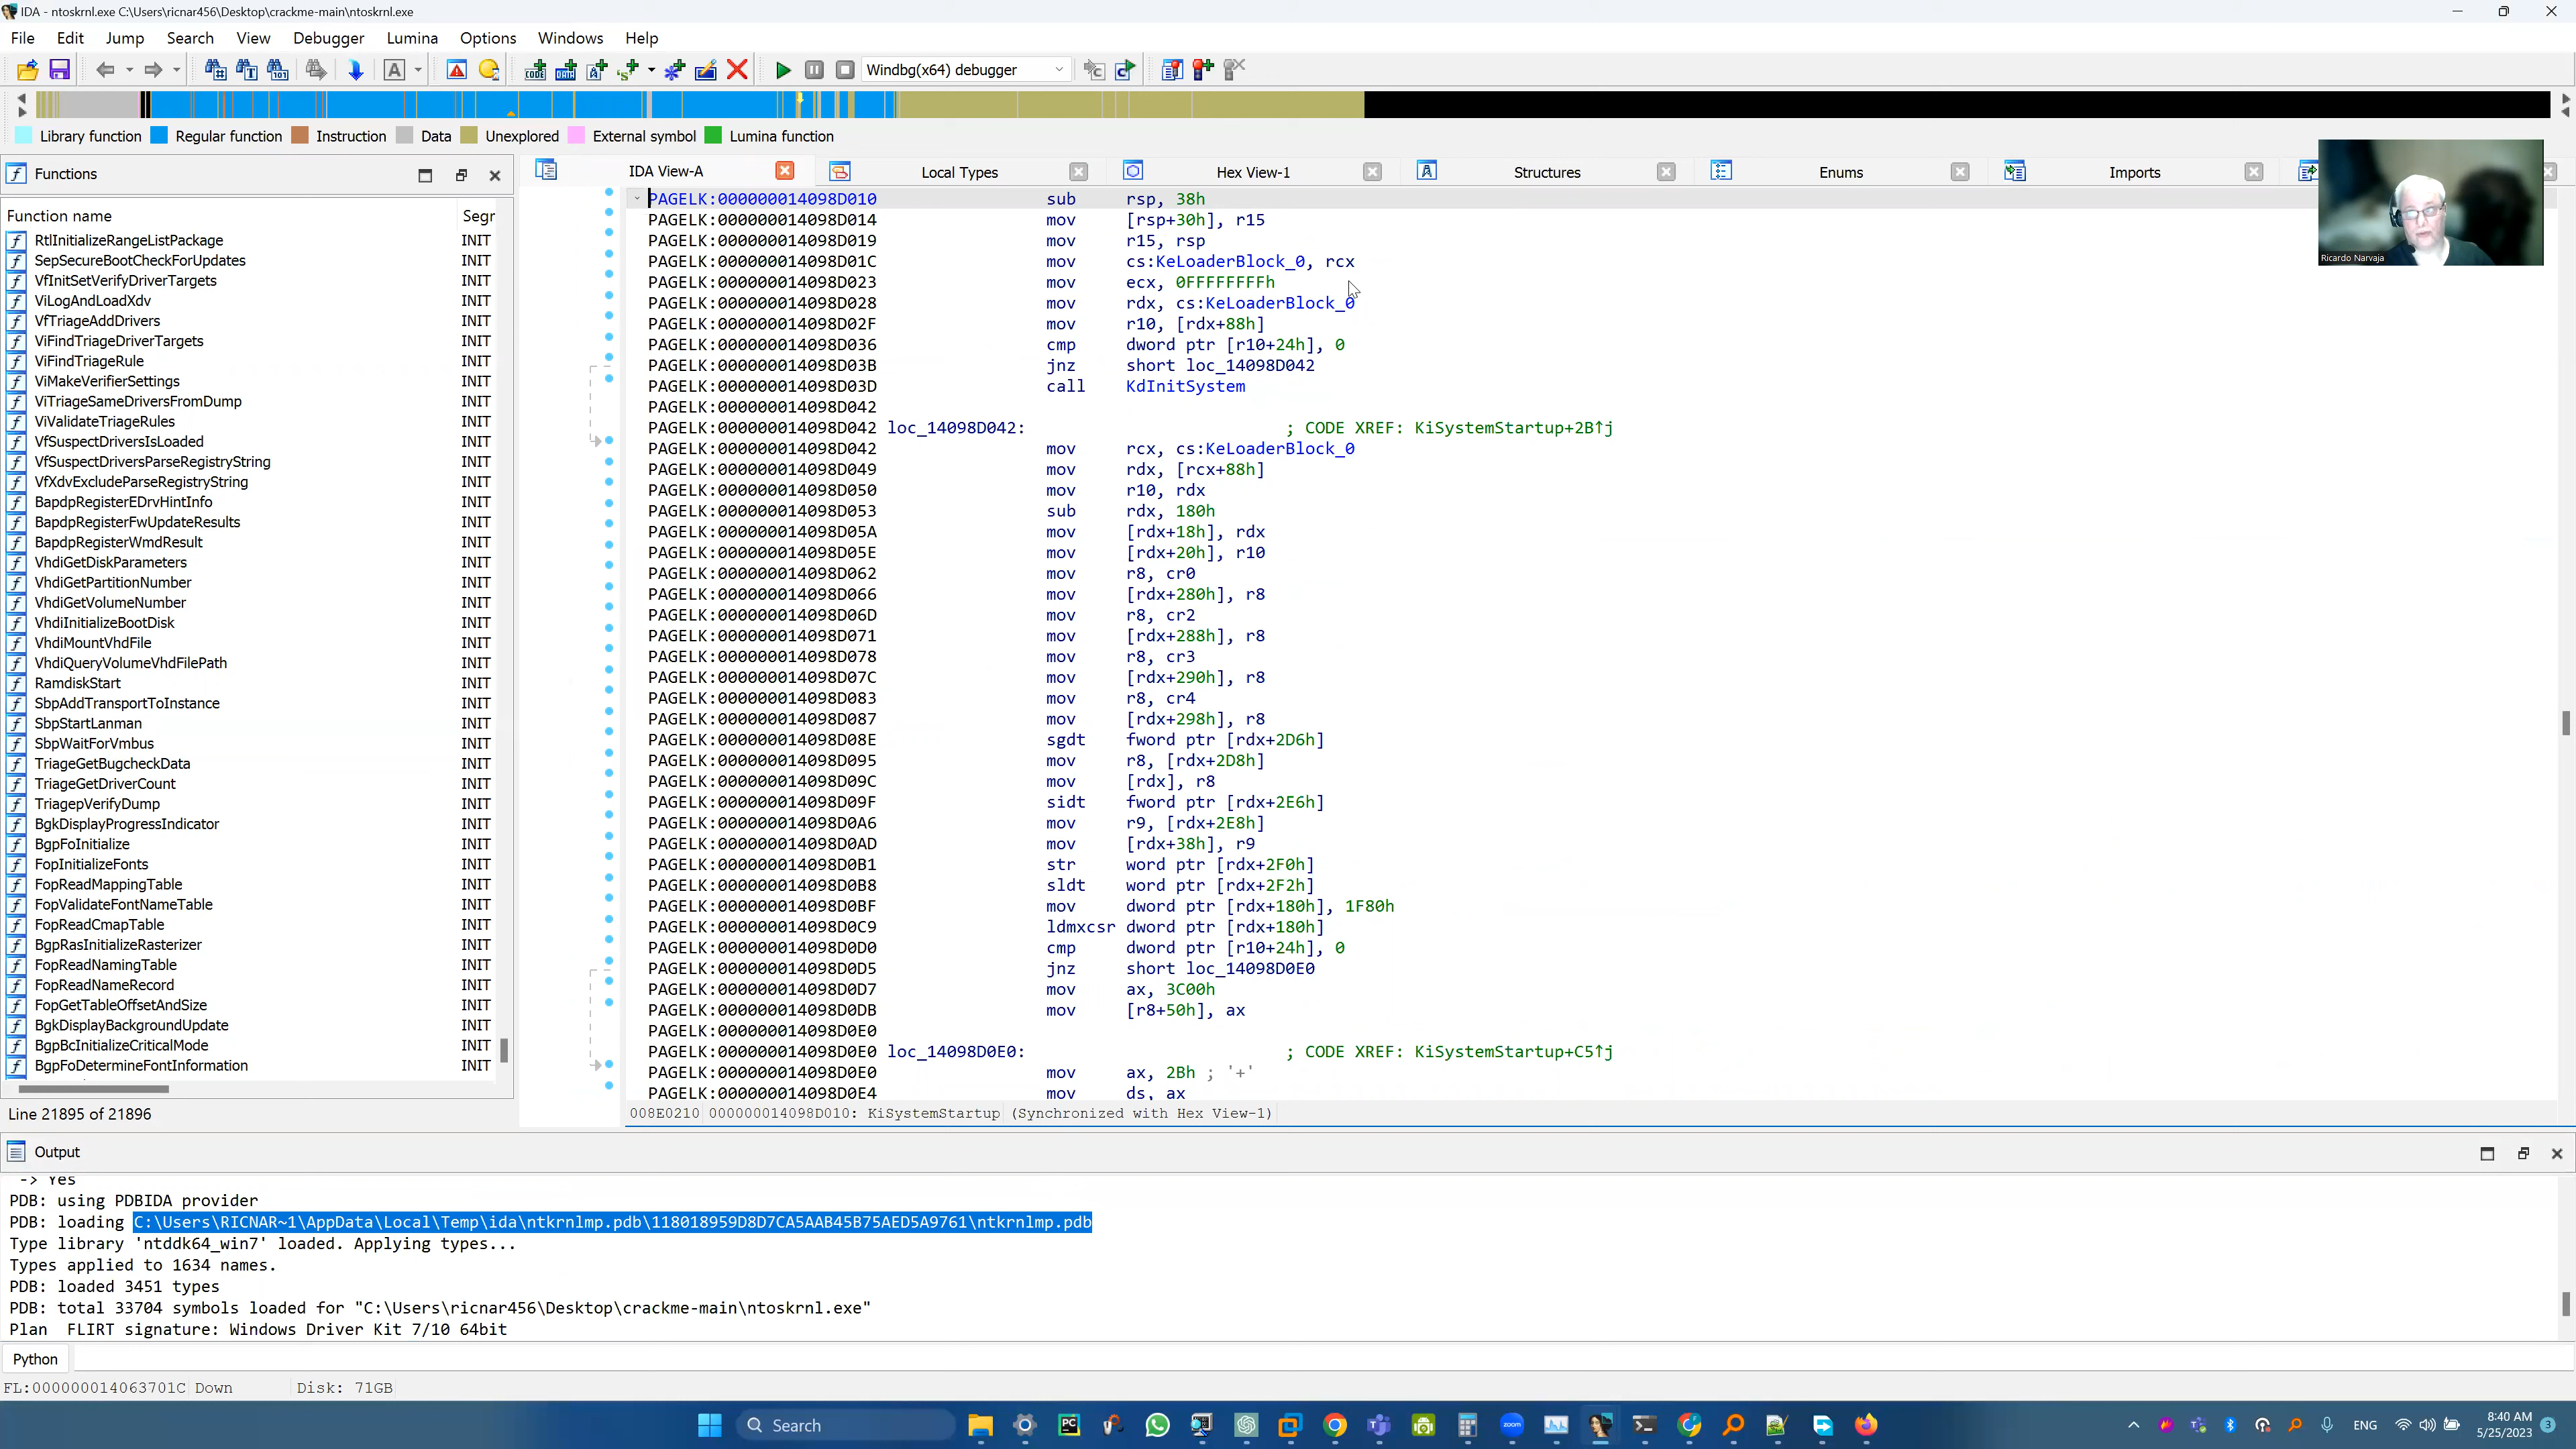 IDA - ntoskrnl.exe C:\Users\ricnar456\Desktop\crackme-main\ntoskrnl.exe
File Edit Jump Search View Debugger Lumina Options Windows Help
Windbg(x64) debugger
Library function Regular function Instruction Data Unexplored External symbol Lumina function
Functions
Function name Segr
RtlInitializeRangeListPackage INIT
SepSecureBootCheckForUpdates INIT
VfInitSetVerifyDriverTargets INIT
ViLogAndLoadXdv INIT
VfTriageAddDrivers INIT
ViFindTriageDriverTargets INIT
ViFindTriageRule INIT
ViMakeVerifierSettings INIT
ViTriageSameDriversFromDump INIT
ViValidateTriageRules INIT
VfSuspectDriversIsLoaded INIT
VfSuspectDriversParseRegistryString INIT
VfXdvExcludeParseRegistryString INIT
BapdpRegisterEDrvHintInfo INIT
BapdpRegisterFwUpdateResults INIT
BapdpRegisterWmdResult INIT
VhdiGetDiskParameters INIT
VhdiGetPartitionNumber INIT
VhdiGetVolumeNumber INIT
VhdiInitializeBootDisk INIT
VhdiMountVhdFile INIT
VhdiQueryVolumeVhdFilePath INIT
RamdiskStart INIT
SbpAddTransportToInstance INIT
SbpStartLanman INIT
SbpWaitForVmbus INIT
TriageGetBugcheckData INIT
TriageGetDriverCount INIT
TriagepVerifyDump INIT
BgkDisplayProgressIndicator INIT
BgpFoInitialize INIT
FopInitializeFonts INIT
FopReadMappingTable INIT
FopValidateFontNameTable INIT
FopReadCmapTable INIT
BgpRasInitializeRasterizer INIT
FopReadNamingTable INIT
FopReadNameRecord INIT
FopGetTableOffsetAndSize INIT
BgkDisplayBackgroundUpdate INIT
BgpBcInitializeCriticalMode INIT
BgpFoDetermineFontInformation INIT
Line 21895 of 21896
IDA View-A Local Types Hex View-1 Structures Enums Imports
PAGELK:000000014098D010 sub rsp, 38h
PAGELK:000000014098D014 mov [rsp+30h], r15
PAGELK:000000014098D019 mov r15, rsp
PAGELK:000000014098D01C mov cs:KeLoaderBlock_0, rcx
PAGELK:000000014098D023 mov ecx, 0FFFFFFFFh
PAGELK:000000014098D028 mov rdx, cs:KeLoaderBlock_0
PAGELK:000000014098D02F mov r10, [rdx+88h]
PAGELK:000000014098D036 cmp dword ptr [r10+24h], 0
PAGELK:000000014098D03B jnz short loc_14098D042
PAGELK:000000014098D03D call KdInitSystem
PAGELK:000000014098D042
PAGELK:000000014098D042 loc_14098D042: ; CODE XREF: KiSystemStartup+2B↑j
PAGELK:000000014098D042 mov rcx, cs:KeLoaderBlock_0
PAGELK:000000014098D049 mov rdx, [rcx+88h]
PAGELK:000000014098D050 mov r10, rdx
PAGELK:000000014098D053 sub rdx, 180h
PAGELK:000000014098D05A mov [rdx+18h], rdx
PAGELK:000000014098D05E mov [rdx+20h], r10
PAGELK:000000014098D062 mov r8, cr0
PAGELK:000000014098D066 mov [rdx+280h], r8
PAGELK:000000014098D06D mov r8, cr2
PAGELK:000000014098D071 mov [rdx+288h], r8
PAGELK:000000014098D078 mov r8, cr3
PAGELK:000000014098D07C mov [rdx+290h], r8
PAGELK:000000014098D083 mov r8, cr4
PAGELK:000000014098D087 mov [rdx+298h], r8
PAGELK:000000014098D08E sgdt fword ptr [rdx+2D6h]
PAGELK:000000014098D095 mov r8, [rdx+2D8h]
PAGELK:000000014098D09C mov [rdx], r8
PAGELK:000000014098D09F sidt fword ptr [rdx+2E6h]
PAGELK:000000014098D0A6 mov r9, [rdx+2E8h]
PAGELK:000000014098D0AD mov [rdx+38h], r9
PAGELK:000000014098D0B1 str word ptr [rdx+2F0h]
PAGELK:000000014098D0B8 sldt word ptr [rdx+2F2h]
PAGELK:000000014098D0BF mov dword ptr [rdx+180h], 1F80h
PAGELK:000000014098D0C9 ldmxcsr dword ptr [rdx+180h]
PAGELK:000000014098D0D0 cmp dword ptr [r10+24h], 0
PAGELK:000000014098D0D5 jnz short loc_14098D0E0
PAGELK:000000014098D0D7 mov ax, 3C00h
PAGELK:000000014098D0DB mov [r8+50h], ax
PAGELK:000000014098D0E0
PAGELK:000000014098D0E0 loc_14098D0E0: ; CODE XREF: KiSystemStartup+C5↑j
PAGELK:000000014098D0E0 mov ax, 2Bh ; '+'
PAGELK:000000014098D0E4 mov ds, ax
008E0210 000000014098D010: KiSystemStartup (Synchronized with Hex View-1)
Ricardo Narvaja
Output
-> Yes
PDB: using PDBIDA provider
PDB: loading C:\Users\RICNAR~1\AppData\Local\Temp\ida\ntkrnlmp.pdb\118018959D8D7CA5AAB45B75AED5A9761\ntkrnlmp.pdb
Type library 'ntddk64_win7' loaded. Applying types...
Types applied to 1634 names.
PDB: loaded 3451 types
PDB: total 33704 symbols loaded for "C:\Users\ricnar456\Desktop\crackme-main\ntoskrnl.exe"
Plan FLIRT signature: Windows Driver Kit 7/10 64bit
Python
FL:000000014063701C Down Disk: 71GB
Search
ENG
8:40 AM
5/25/2023
3